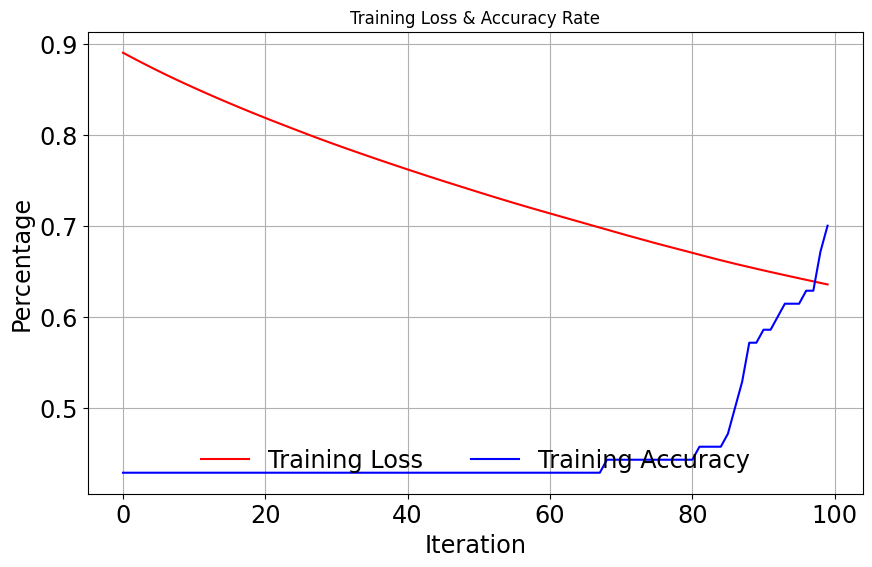 Training Loss & Accuracy Rate
0.9
0.8
0.7
0.6
0.5
Percentage
Training Loss
Training Accuracy
0 20 40 60 80 100
Iteration